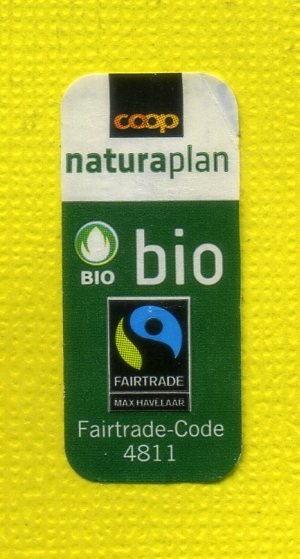 coop
naturaplan
BIO bio
FAIRTRADE
MAX HAVELAAR
Fairtrade-Code
4811